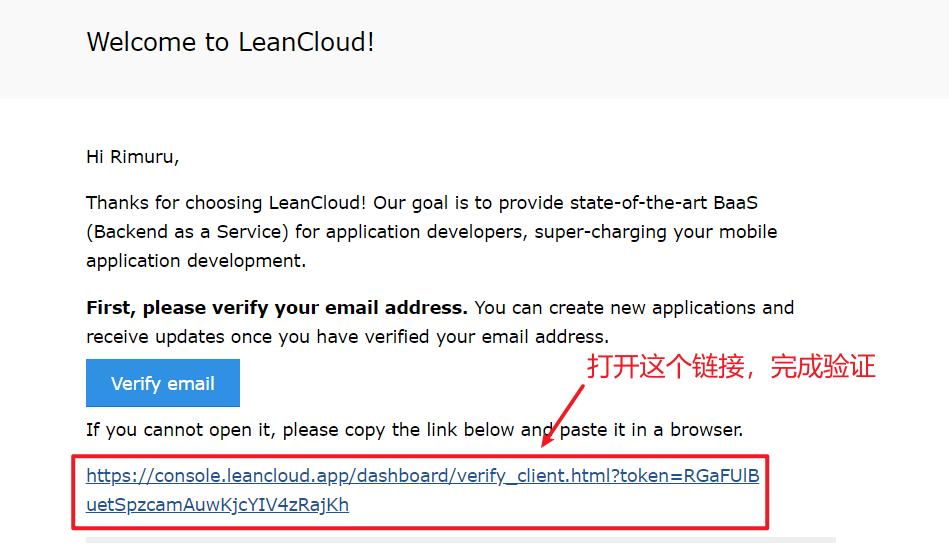 Welcome to LeanCloud!
Hi Rimuru,
Thanks for choosing LeanCloud! Our goal is to provide state-of-the-art BaaS
(Backend as a Service) for application developers, super-charging your mobile
application development.
First, please verify your email address. You can create new applications and
receive updates once you have verified your email address.
打开这个链接，完成验证
Verify email
If you cannot open it, please copy the link below and paste it in a browser.
https://console.leancloud.app/dashboard/verify_client.html?token=RGaFUlB
uetSpzcamAuwKjcYIV4zRajKh